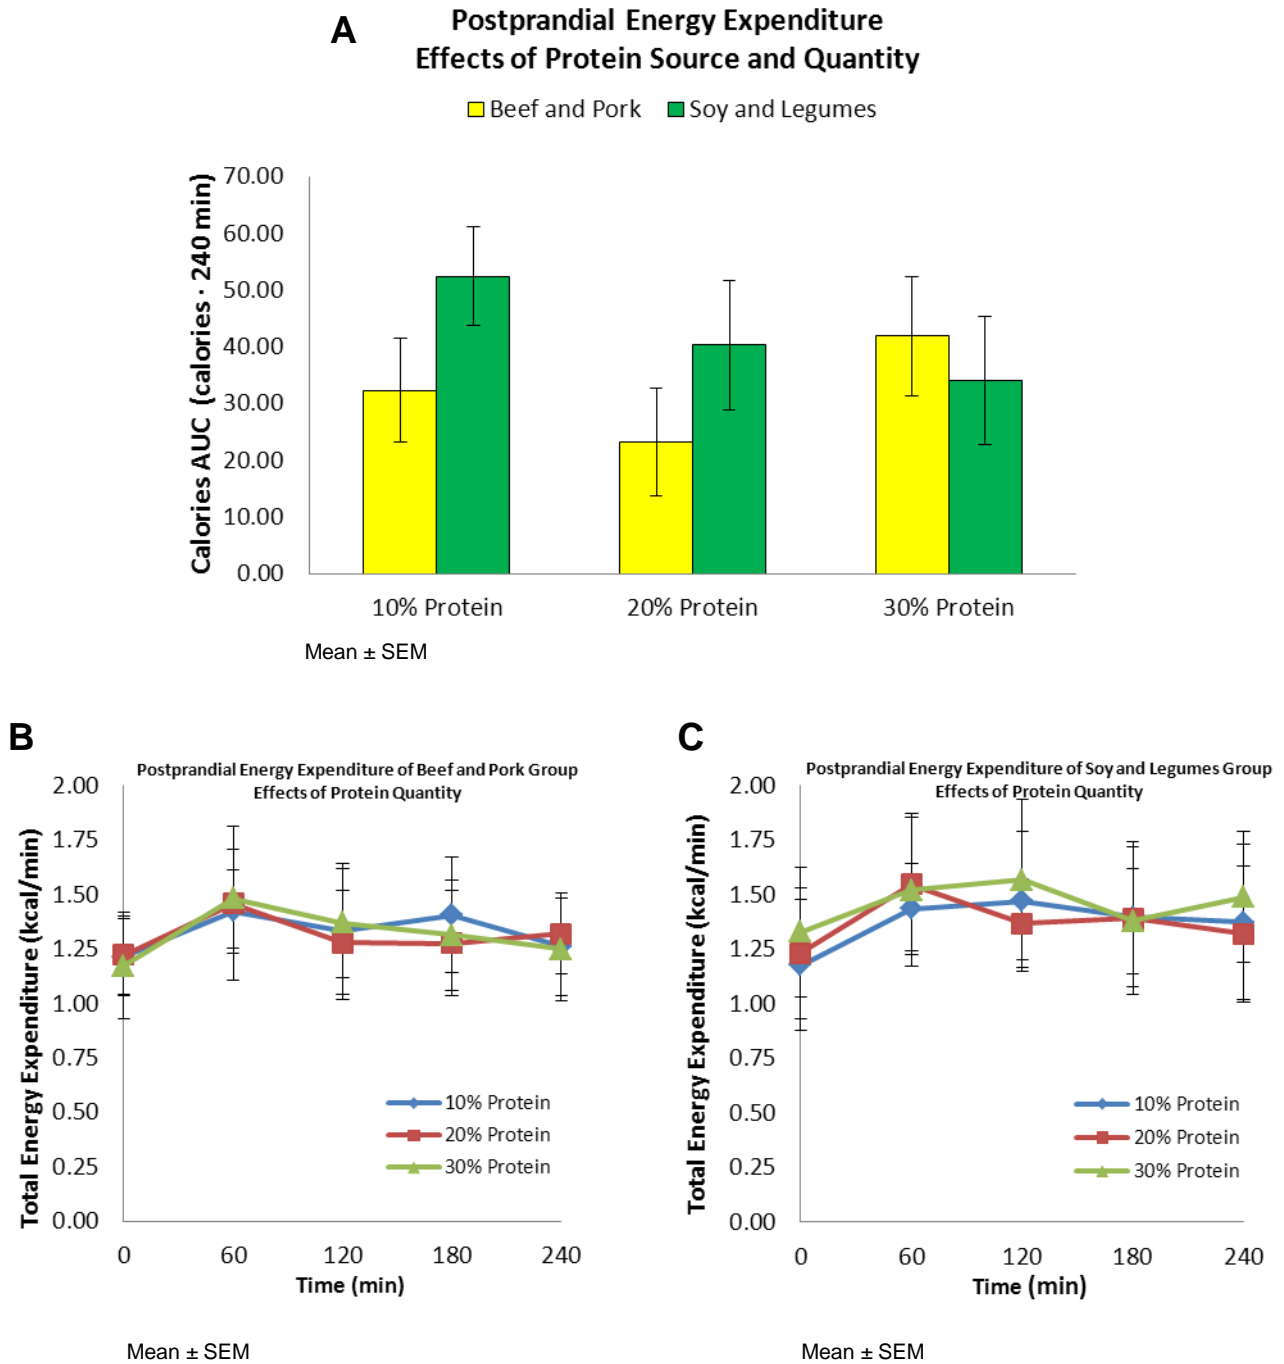 A
Postprandial Energy Expenditure
Effects of Protein Source and Quantity
Beef and Pork
Soy and Legumes
Calories AUC (calories · 240 min)
70.00
60.00
50.00
40.00
30.00
20.00
10.00
0.00
10% Protein
20% Protein
30% Protein
Mean ± SEM
B
Postprandial Energy Expenditure of Beef and Pork Group
Effects of Protein Quantity
Total Energy Expenditure (kcal/min)
2.00
1.75
1.50
1.25
1.00
0.75
0.50
0.25
0.00
10% Protein
20% Protein
30% Protein
0
60
120
180
240
Time (min)
Mean ± SEM
C
Postprandial Energy Expenditure of Soy and Legumes Group
Effects of Protein Quantity
Total Energy Expenditure (kcal/min)
2.00
1.75
1.50
1.25
1.00
0.75
0.50
0.25
0.00
10% Protein
20% Protein
30% Protein
0
60
120
180
240
Time (min)
Mean ± SEM